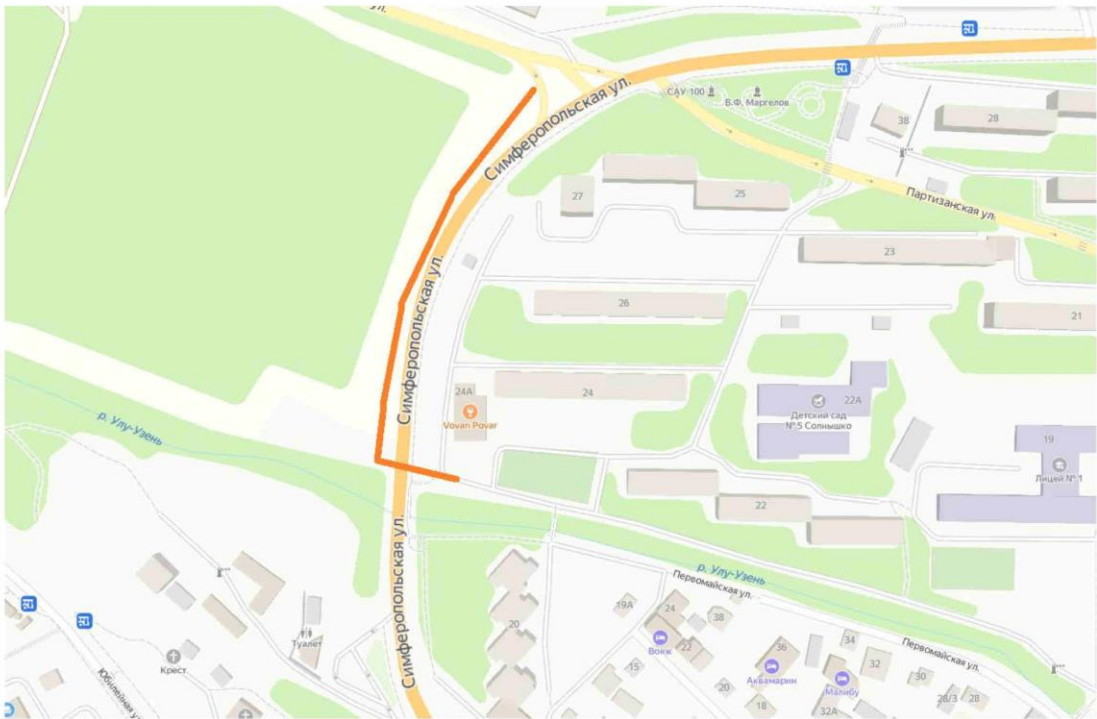 ул.
Симферопольская ул.
САУ-100
В.Ф. Маргелов
38
28
27
25
Партизанская ул.
23
Симферопольская ул.
26
21
24А
24
Vovan Povar
22А
Детский сад
№ 5 Солнышко
р. Улу-Узень
19
Лицей № 1
22
Симферопольская ул.
р. Улу-Узень
Первомайская ул.
19А
24
38
20
Туалет
Вояж
22
36
34
Первомайская ул.
Крест
15
32
Аквамарин
30
Малибу
20
18
32А
28/3
28
Юбилейная у